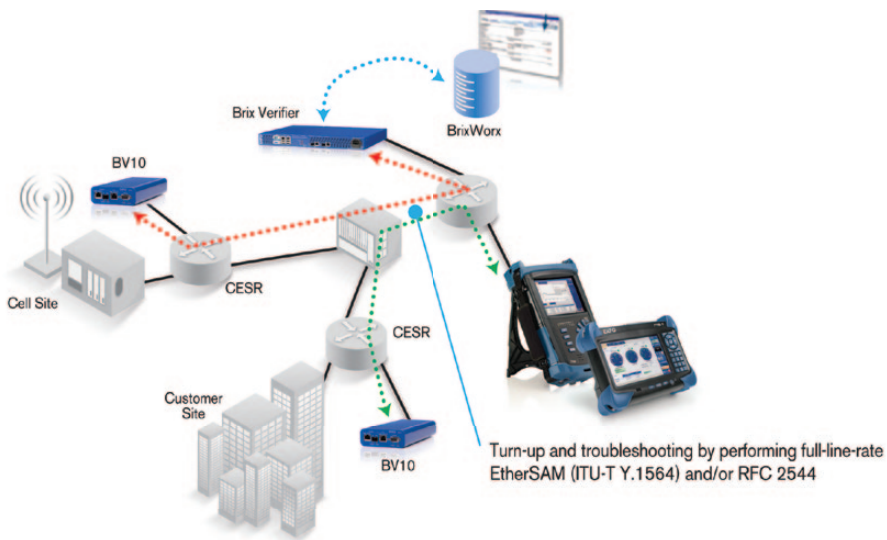 Brix Verifier
BrixWorx
BV10
Cell Site
CESR
CESR
Customer
Site
BV10
EXFO
Turn-up and troubleshooting by performing full-line-rate
EtherSAM (ITU-T Y.1564) and/or RFC 2544